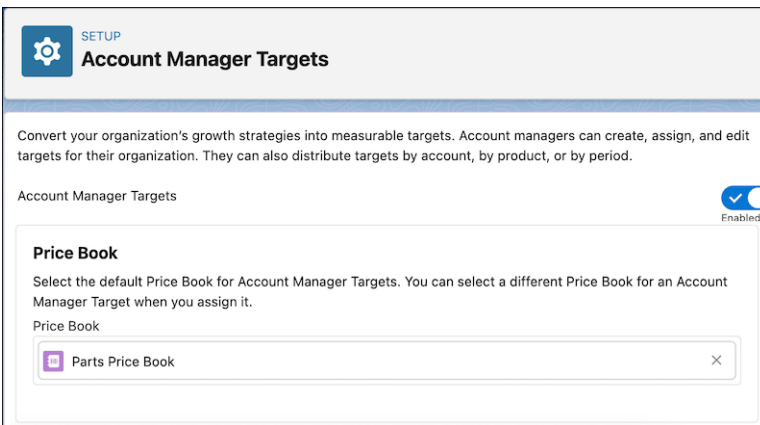 SETUP
Account Manager Targets
Convert your organization's growth strategies into measurable targets. Account managers can create, assign, and edit
targets for their organization. They can also distribute targets by account, by product, or by period.
Account Manager Targets
Enabled
Price Book
Select the default Price Book for Account Manager Targets. You can select a different Price Book for an Account
Manager Target when you assign it.
Price Book
Parts Price Book